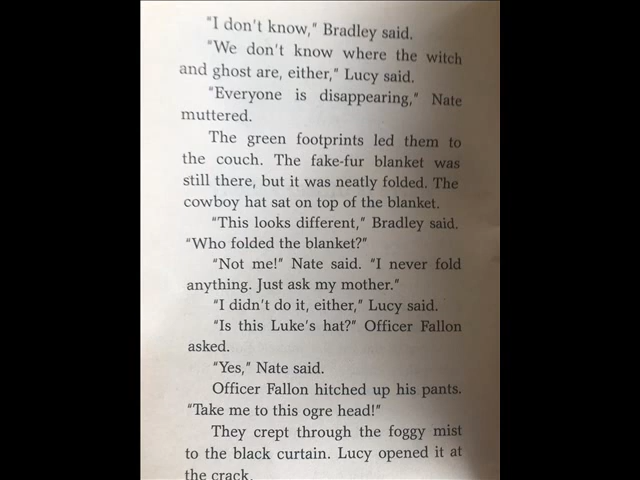 "I don't know," Bradley said.
"We don't know where the witch
and ghost are, either," Lucy said.
"Everyone is disappearing," Nate
muttered.
The green footprints led them to
the couch. The fake-fur blanket was
still there, but it was neatly folded. The
cowboy hat sat on top of the blanket.
"This looks different," Bradley said.
"Who folded the blanket?"
"Not me!" Nate said. "I never fold
anything. Just ask my mother."
"I didn't do it, either," Lucy said.
"Is this Luke's hat?" Officer Fallon
asked.
"Yes," Nate said.
Officer Fallon hitched up his pants.
"Take me to this ogre head!"
They crept through the foggy mist
to the black curtain. Lucy opened it at
the crack.